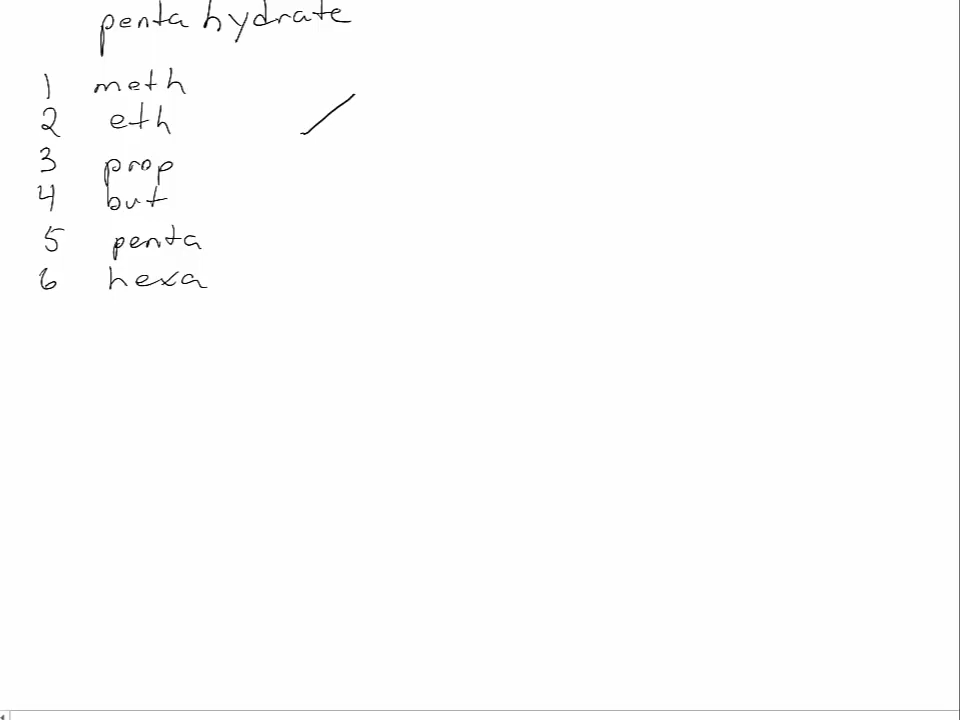 penta hydrate
1 meth
2 eth
3 prop
4 but
5 penta
6 hexa